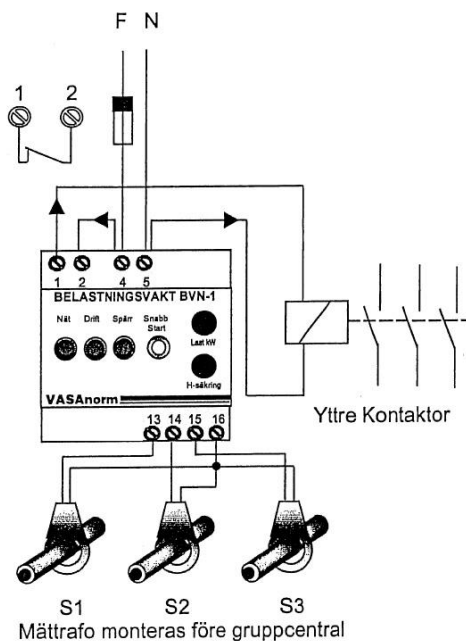 F N
1 2
1 2 4 5
BELASTNINGSVAKT BVN-1
Nät Drift Spärr Snabb Start
Last kW
H-säkring
VASAnorm
13 14 15 16
Yttre Kontaktor
S1 S2 S3
Mättrafo monteras före gruppcentral